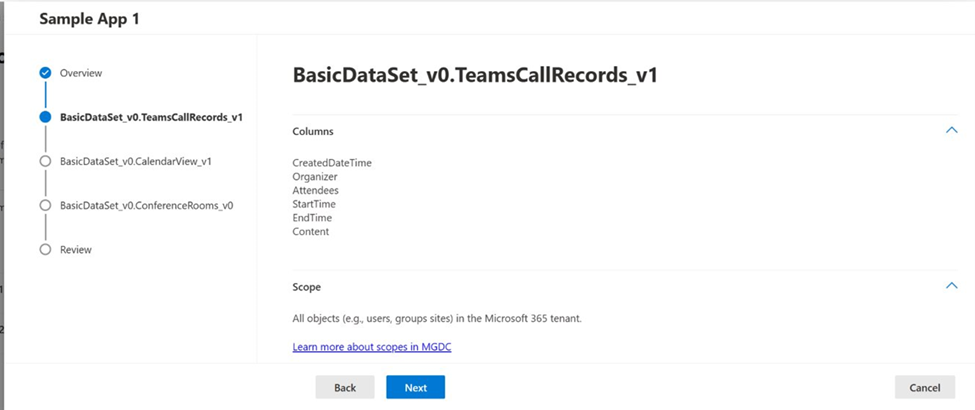 Sample App 1
Overview
BasicDataSet_v0.TeamsCallRecords_v1
BasicDataSet_v0.CalendarView_v1
BasicDataSet_v0.ConferenceRooms_v0
Review
BasicDataSet_v0.TeamsCallRecords_v1
Columns
CreatedDateTime
Organizer
Attendees
StartTime
EndTime
Content
Scope
All objects (e.g., users, groups sites) in the Microsoft 365 tenant.
Learn more about scopes in MGDC
Back
Next
Cancel